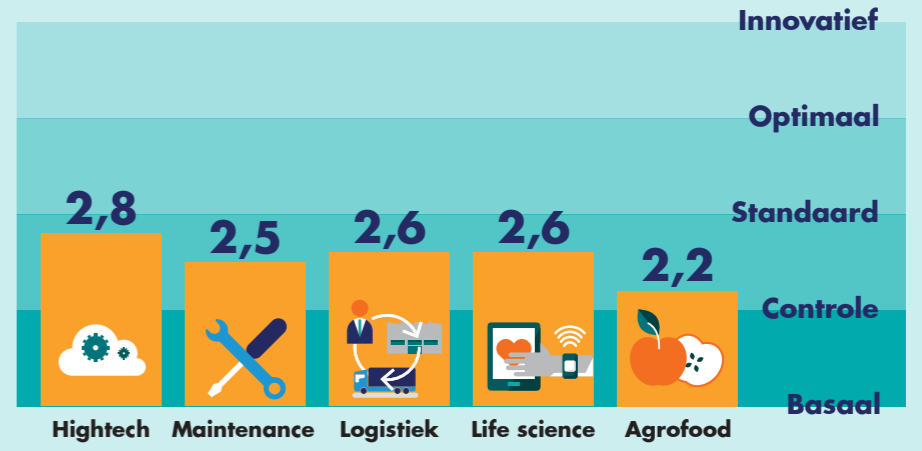 Innovatief
Optimaal
Standaard
Controle
Basaal
2,8
2,5
2,6
2,6
2,2
Hightech
Maintenance
Logistiek
Life science
Agrofood